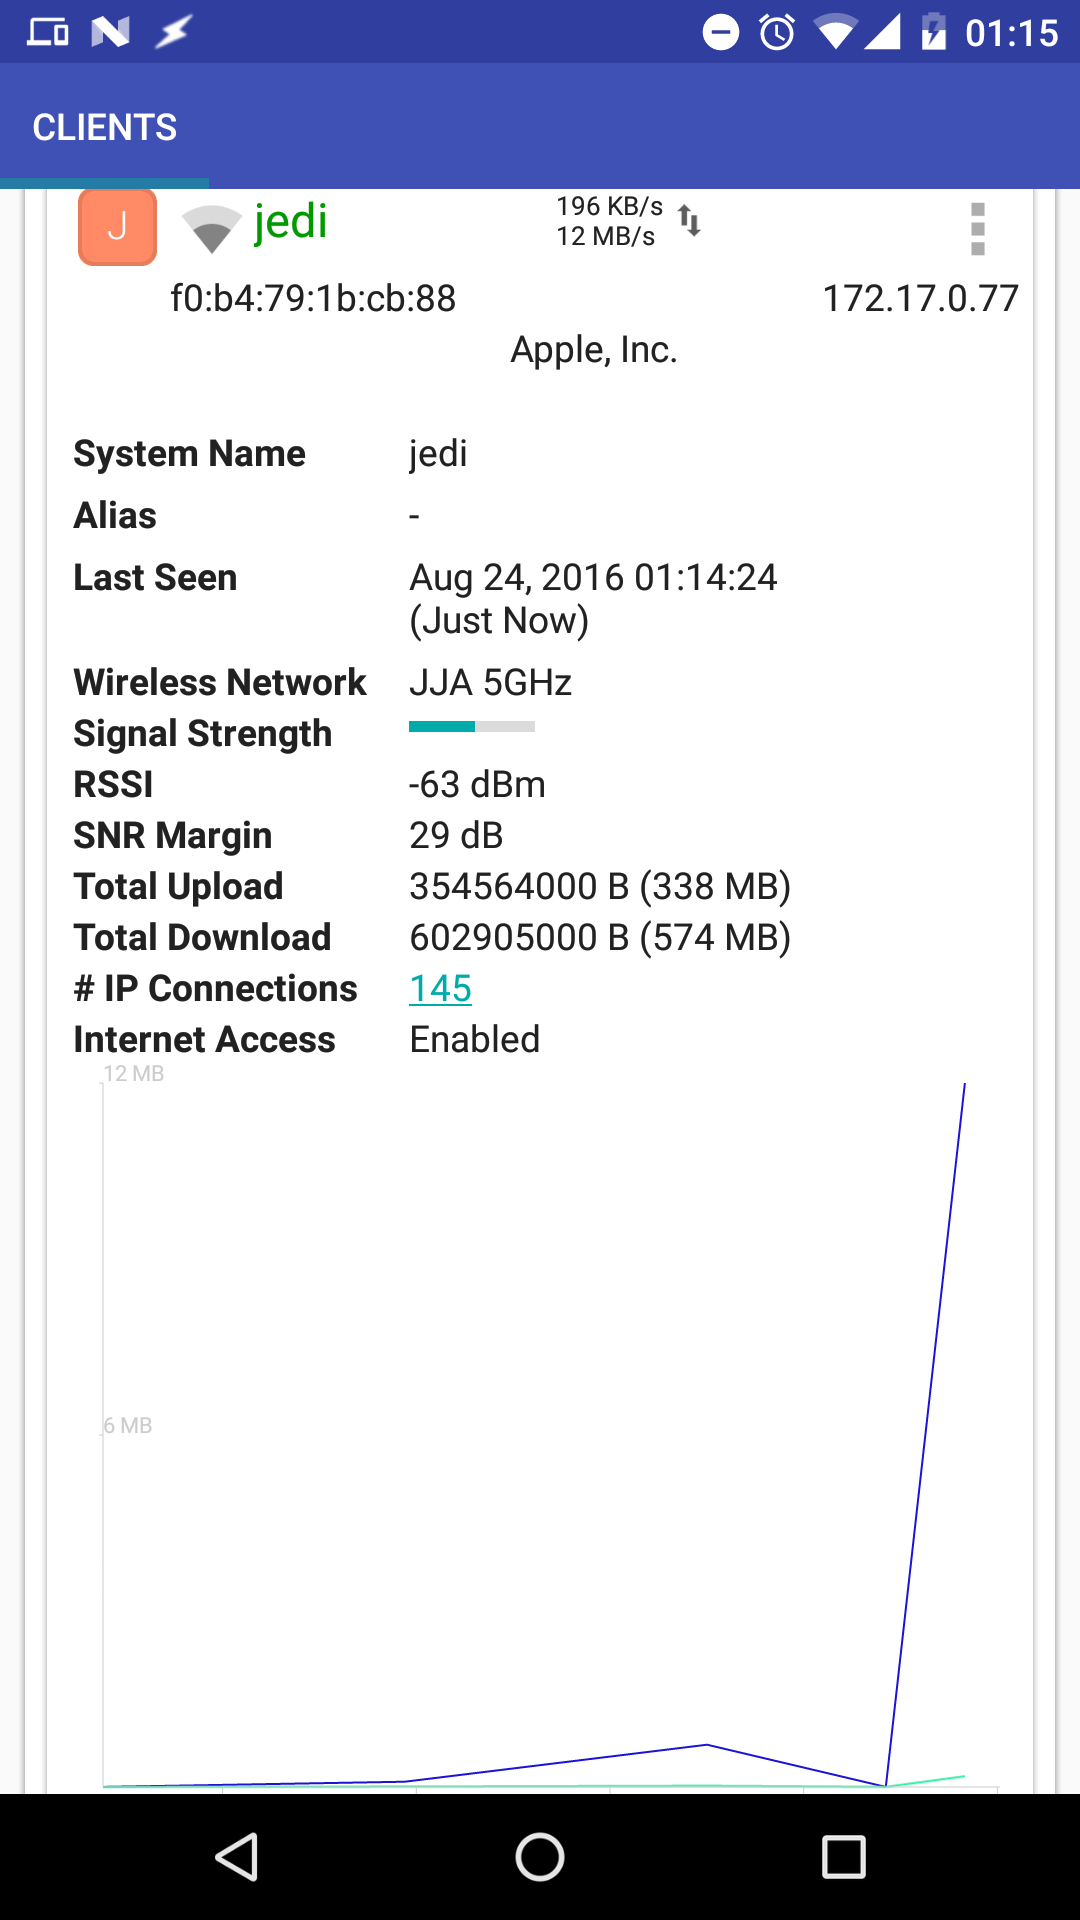 01:15
CLIENTS
J jedi 196 KB/s
12 MB/s
f0:b4:79:1b:cb:88 172.17.0.77
Apple, Inc.
System Name jedi
Alias -
Last Seen Aug 24, 2016 01:14:24
(Just Now)
Wireless Network JJA 5GHz
Signal Strength
RSSI -63 dBm
SNR Margin 29 dB
Total Upload 354564000 B (338 MB)
Total Download 602905000 B (574 MB)
# IP Connections 145
Internet Access Enabled
12 MB
6 MB